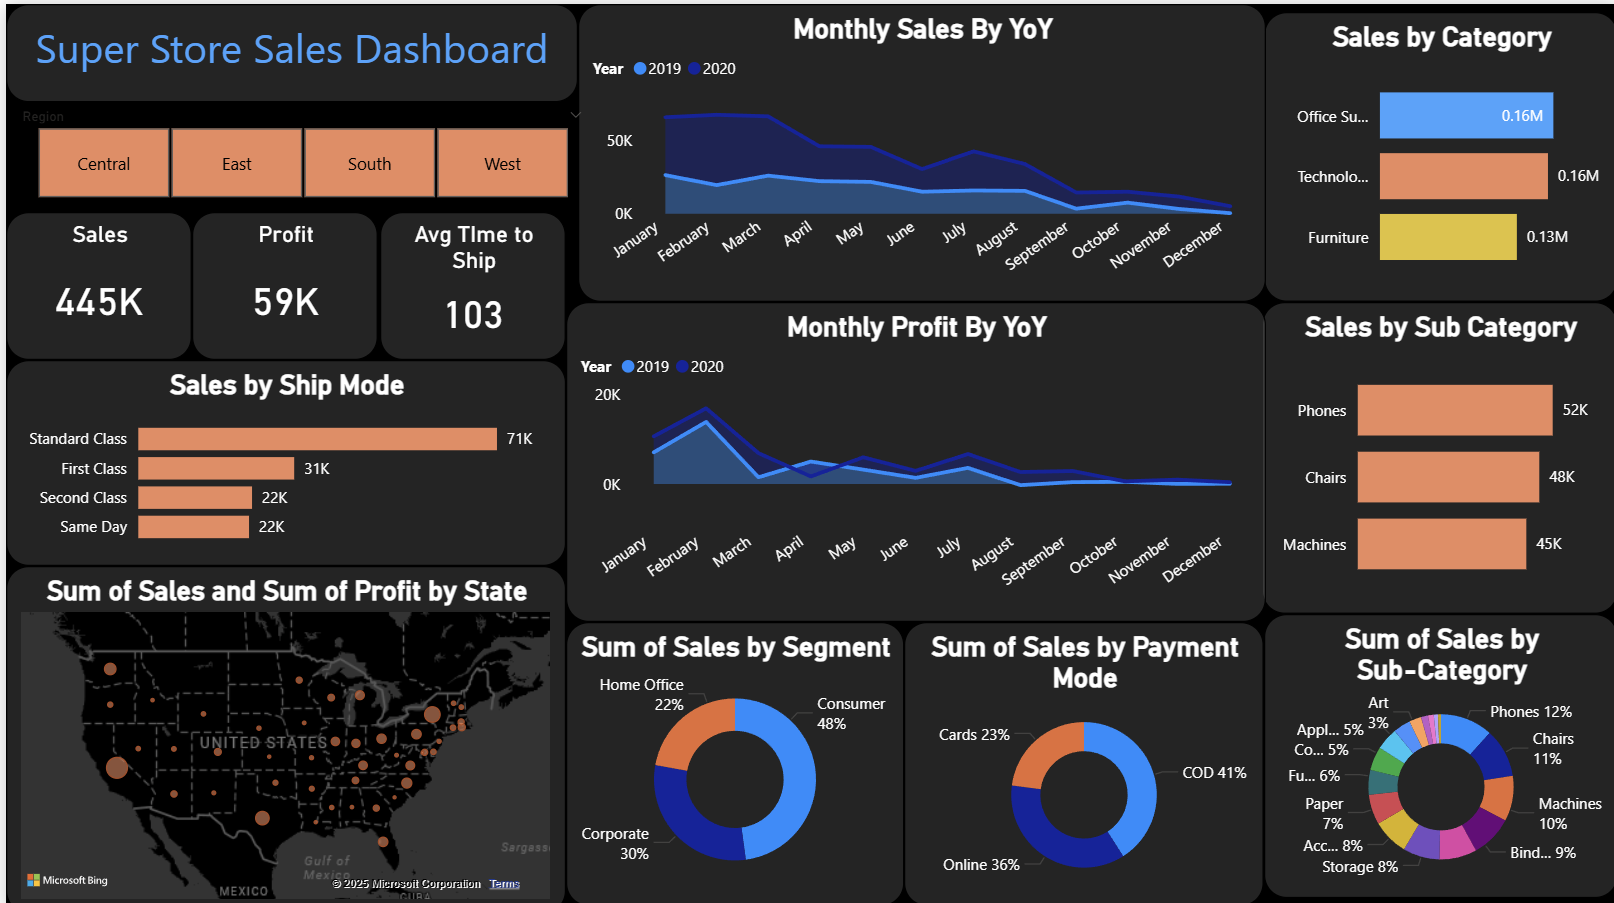 Super Store Sales Dashboard
Region
Central
East
South
West
Sales
445K
Profit
59K
Avg TIme to
Ship
103
Sales by Ship Mode
Standard Class
71K
First Class
31K
Second Class
22K
Same Day
22K
Sum of Sales and Sum of Profit by State
UNITED STATES
Gulf of
Mexico
Sargass
MEXICO
CUBA
Microsoft Bing
© 2025 Microsoft Corporation Terms
Monthly Sales By YoY
Year 2019 2020
50K
0K
January
February
March
April
May
June
July
August
September
October
November
December
Monthly Profit By YoY
Year 2019 2020
20K
0K
January
February
March
April
May
June
July
August
September
October
November
December
Sum of Sales by Segment
Home Office
22%
Consumer
48%
Corporate
30%
Sum of Sales by Payment
Mode
Cards 23%
COD 41%
Online 36%
Sales by Category
Office Su...
0.16M
Technolo...
0.16M
Furniture
0.13M
Sales by Sub Category
Phones
52K
Chairs
48K
Machines
45K
Sum of Sales by
Sub-Category
Art
3%
Phones 12%
Appl... 5%
Chairs
11%
Co... 5%
Fu... 6%
Machines
10%
Paper
7%
Acc... 8%
Bind... 9%
Storage 8%